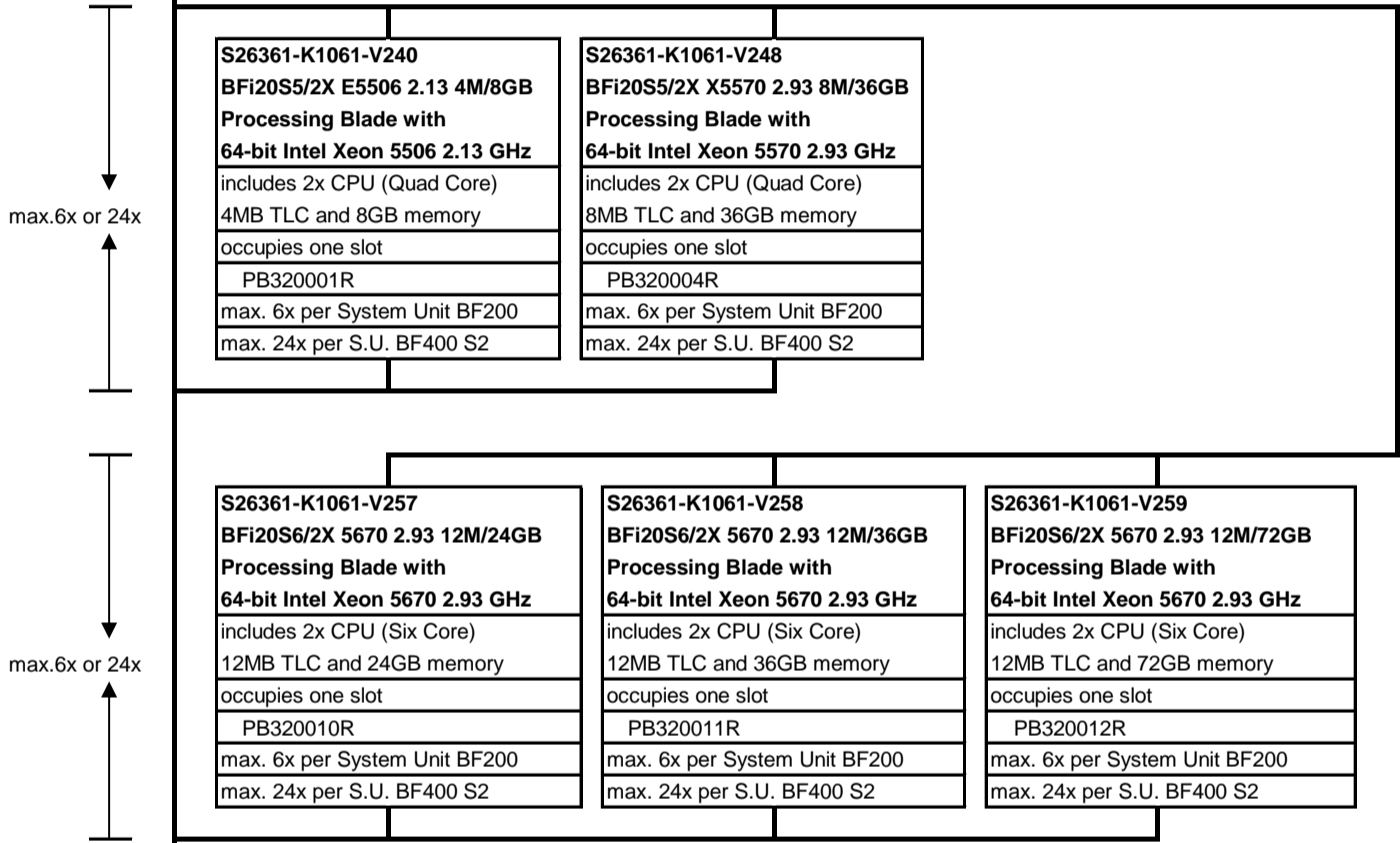 S26361-K1061-V240
BFi20S5/2X E5506 2.13 4M/8GB
Processing Blade with
64-bit Intel Xeon 5506 2.13 GHz
includes 2x CPU (Quad Core)
4MB TLC and 8GB memory
occupies one slot
PB320001R
max. 6x per System Unit BF200
max. 24x per S.U. BF400 S2
S26361-K1061-V248
BFi20S5/2X X5570 2.93 8M/36GB
Processing Blade with
64-bit Intel Xeon 5570 2.93 GHz
includes 2x CPU (Quad Core)
8MB TLC and 36GB memory
occupies one slot
PB320004R
max. 6x per System Unit BF200
max. 24x per S.U. BF400 S2
max.6x or 24x
S26361-K1061-V257
BFi20S6/2X 5670 2.93 12M/24GB
Processing Blade with
64-bit Intel Xeon 5670 2.93 GHz
includes 2x CPU (Six Core)
12MB TLC and 24GB memory
occupies one slot
PB320010R
max. 6x per System Unit BF200
max. 24x per S.U. BF400 S2
S26361-K1061-V258
BFi20S6/2X 5670 2.93 12M/36GB
Processing Blade with
64-bit Intel Xeon 5670 2.93 GHz
includes 2x CPU (Six Core)
12MB TLC and 36GB memory
occupies one slot
PB320011R
max. 6x per System Unit BF200
max. 24x per S.U. BF400 S2
S26361-K1061-V259
BFi20S6/2X 5670 2.93 12M/72GB
Processing Blade with
64-bit Intel Xeon 5670 2.93 GHz
includes 2x CPU (Six Core)
12MB TLC and 72GB memory
occupies one slot
PB320012R
max. 6x per System Unit BF200
max. 24x per S.U. BF400 S2
max.6x or 24x